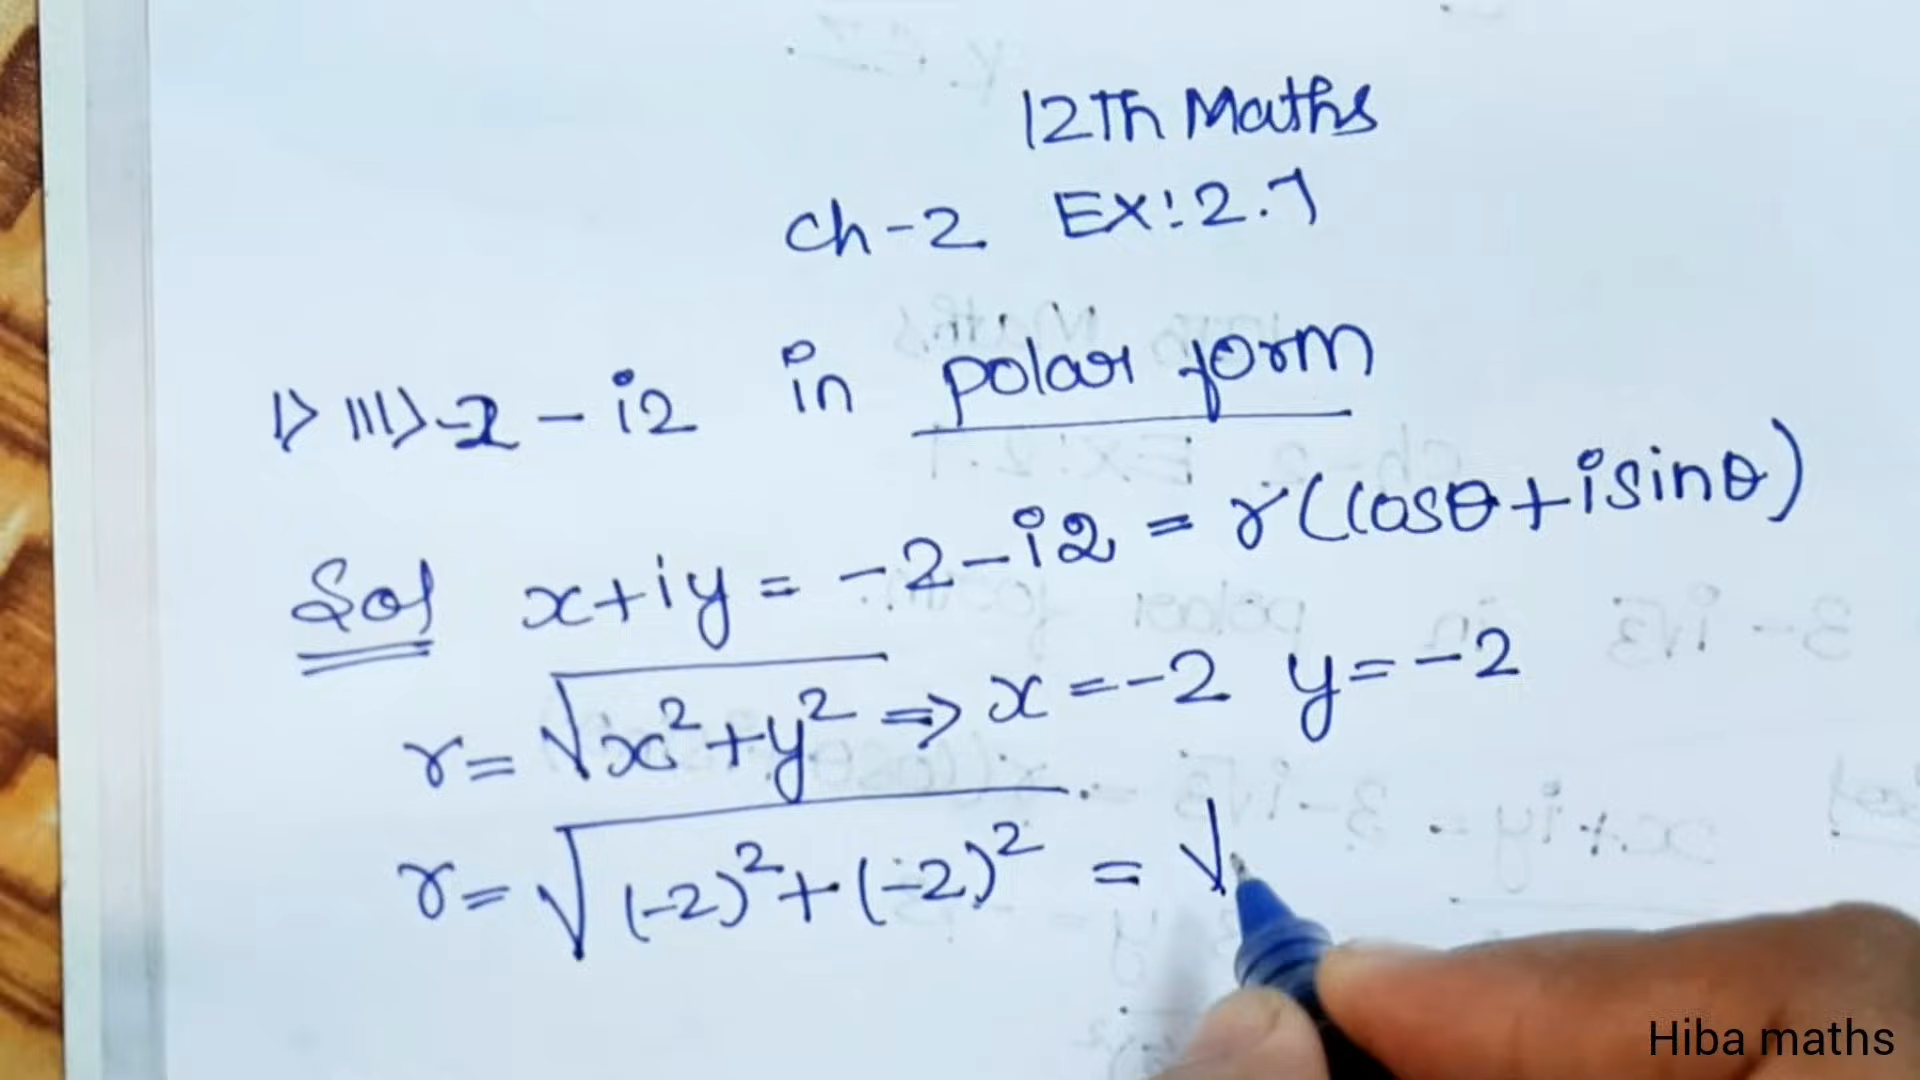 12Th Maths
Ch-2 EX:2.7
1> III> -2 - i2 in polar form
Sol x+iy = -2-i2 = r(cosθ+isinθ)
r= √x²+y² ⇒ x=-2 y=-2
r= √(-2)²+(-2)² = √
Hiba maths